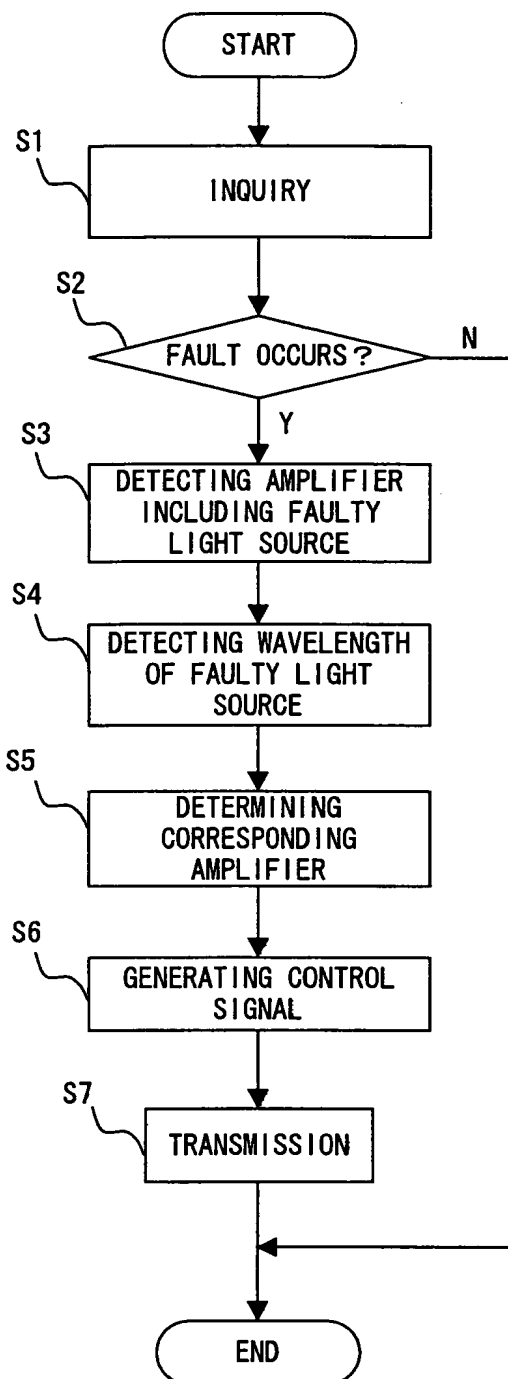 START
S1
INQUIRY
S2
FAULT OCCURS?
N
Y
S3
DETECTING AMPLIFIER
INCLUDING FAULTY
LIGHT SOURCE
S4
DETECTING WAVELENGTH
OF FAULTY LIGHT
SOURCE
S5
DETERMINING
CORRESPONDING
AMPLIFIER
S6
GENERATING CONTROL
SIGNAL
S7
TRANSMISSION
END